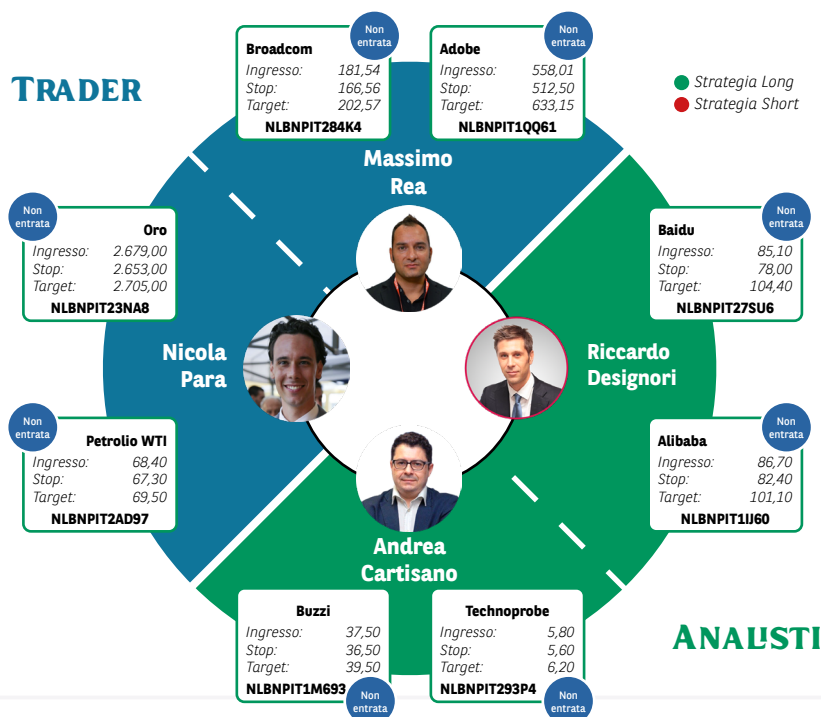 TRADER
Non
entrata
Broadcom
Ingresso: 181,54
Stop: 166,56
Target: 202,57
NLBNPIT284K4
Non
entrata
Adobe
Ingresso: 558,01
Stop: 512,50
Target: 633,15
NLBNPIT1QQ61
Strategia Long
Strategia Short
Massimo
Rea
Non
entrata
Oro
Ingresso: 2.679,00
Stop: 2.653,00
Target: 2.705,00
NLBNPIT23NA8
Non
entrata
Baidu
Ingresso: 85,10
Stop: 78,00
Target: 104,40
NLBNPIT27SU6
Nicola
Para
Riccardo
Designori
Non
entrata
Petrolio WTI
Ingresso: 68,40
Stop: 67,30
Target: 69,50
NLBNPIT2AD97
Non
entrata
Alibaba
Ingresso: 86,70
Stop: 82,40
Target: 101,10
NLBNPIT1IJ60
Andrea
Cartisano
Buzzi
Ingresso: 37,50
Stop: 36,50
Target: 39,50
NLBNPIT1M693
Non
entrata
Technoprobe
Ingresso: 5,80
Stop: 5,60
Target: 6,20
NLBNPIT293P4
Non
entrata
ANALISTI